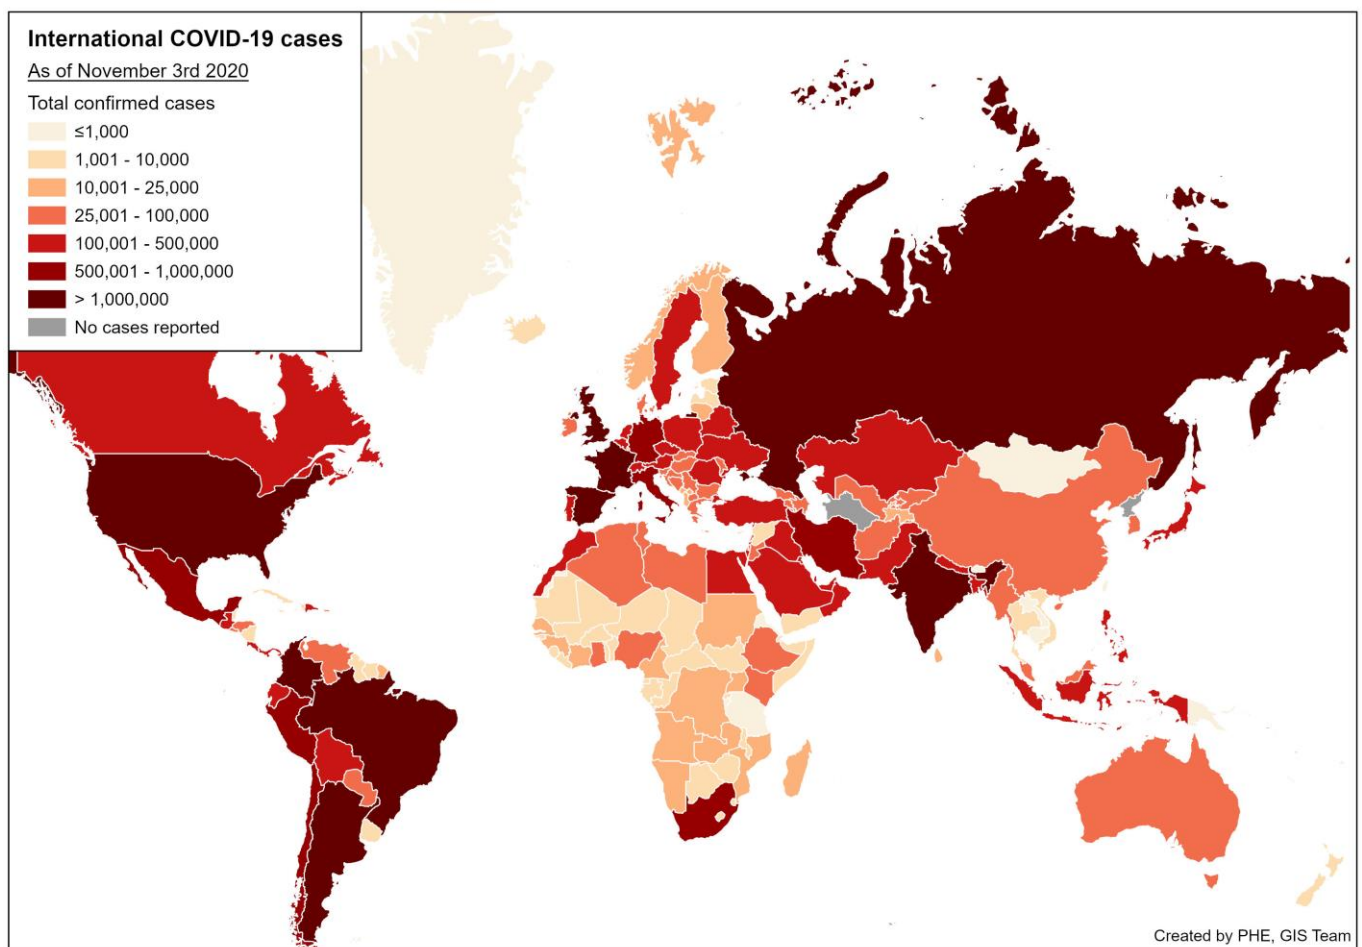 International COVID-19 cases
As of November 3rd 2020
Total confirmed cases
≤1,000
1,001 - 10,000
10,001 - 25,000
25,001 - 100,000
100,001 - 500,000
500,001 - 1,000,000
> 1,000,000
No cases reported
Created by PHE, GIS Team